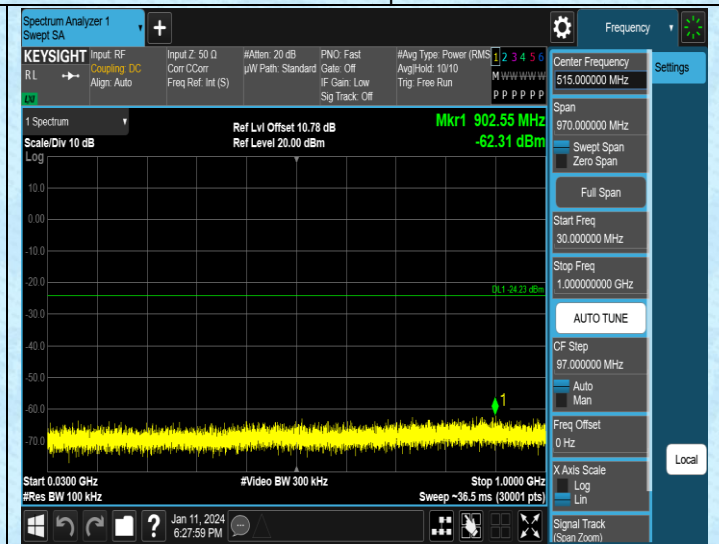 Spectrum Analyzer 1
Swept SA
+
Frequency
KEYSIGHT
Input: RF
Coupling: DC
Align: Auto
R L
LXI
Input Z: 50 Ω
Corr CCorr
Freq Ref: Int (S)
#Atten: 20 dB
µW Path: Standard
PNO: Fast
Gate: Off
IF Gain: Low
Sig Track: Off
#Avg Type: Power (RMS
Avg|Hold: 10/10
Trig: Free Run
1 2 3 4 5 6
M W W W W W
P P P P P P
1 Spectrum
Scale/Div 10 dB
Log
Ref Lvl Offset 10.78 dB
Ref Level 20.00 dBm
Mkr1 902.55 MHz
-62.31 dBm
10.0
0.00
-10.0
-20.0
-30.0
-40.0
-50.0
-60.0
-70.0
DL1 -24.23 dBm
1
Start 0.0300 GHz
#Res BW 100 kHz
#Video BW 300 kHz
Stop 1.0000 GHz
Sweep ~36.5 ms (30001 pts)
?
Jan 11, 2024
6:27:59 PM
Center Frequency
515.000000 MHz
Span
970.000000 MHz
Swept Span
Zero Span
Full Span
Start Freq
30.000000 MHz
Stop Freq
1.000000000 GHz
AUTO TUNE
CF Step
97.000000 MHz
Auto
Man
Freq Offset
0 Hz
X Axis Scale
Log
Lin
Signal Track
(Span Zoom)
Settings
Local